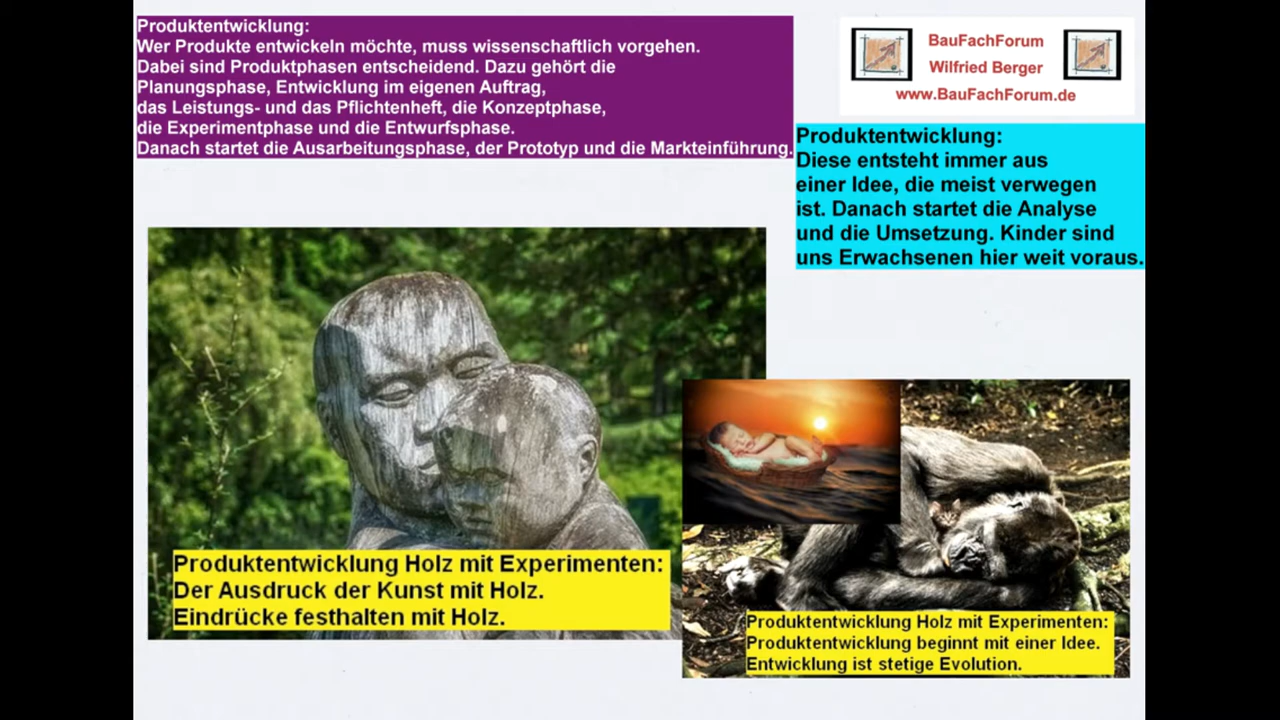 Produktentwicklung:
Wer Produkte entwickeln möchte, muss wissenschaftlich vorgehen.
Dabei sind Produktphasen entscheidend. Dazu gehört die
Planungsphase, Entwicklung im eigenen Auftrag,
das Leistungs- und das Pflichtenheft, die Konzeptphase,
die Experimentphase und die Entwurfsphase.
Danach startet die Ausarbeitungsphase, der Prototyp und die Markteinführung.
BauFachForum
Wilfried Berger
www.BauFachForum.de
Produktentwicklung:
Diese entsteht immer aus
einer Idee, die meist verwegen
ist. Danach startet die Analyse
und die Umsetzung. Kinder sind
uns Erwachsenen hier weit voraus.
Produktentwicklung Holz mit Experimenten:
Der Ausdruck der Kunst mit Holz.
Eindrücke festhalten mit Holz.
Produktentwicklung Holz mit Experimenten:
Produktentwicklung beginnt mit einer Idee.
Entwicklung ist stetige Evolution.